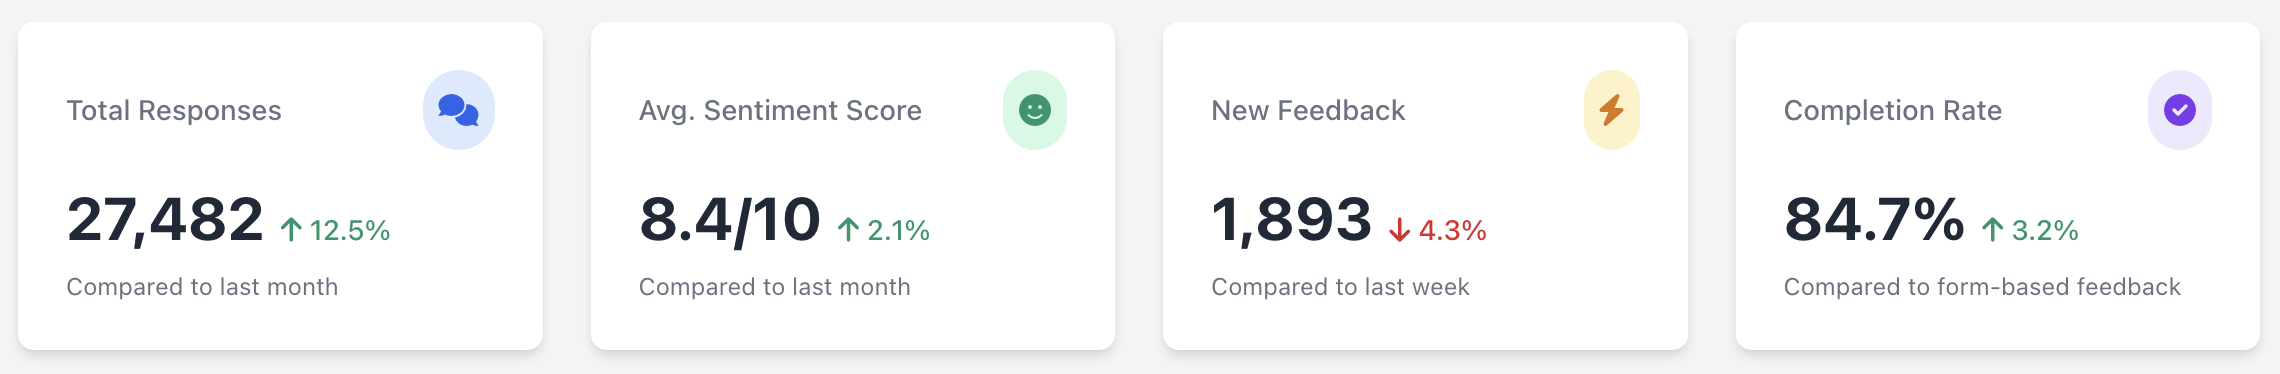 Total Responses
27,482 ↑ 12.5%
Compared to last month
Avg. Sentiment Score
8.4/10 ↑ 2.1%
Compared to last month
New Feedback
1,893 ↓ 4.3%
Compared to last week
Completion Rate
84.7% ↑ 3.2%
Compared to form-based feedback